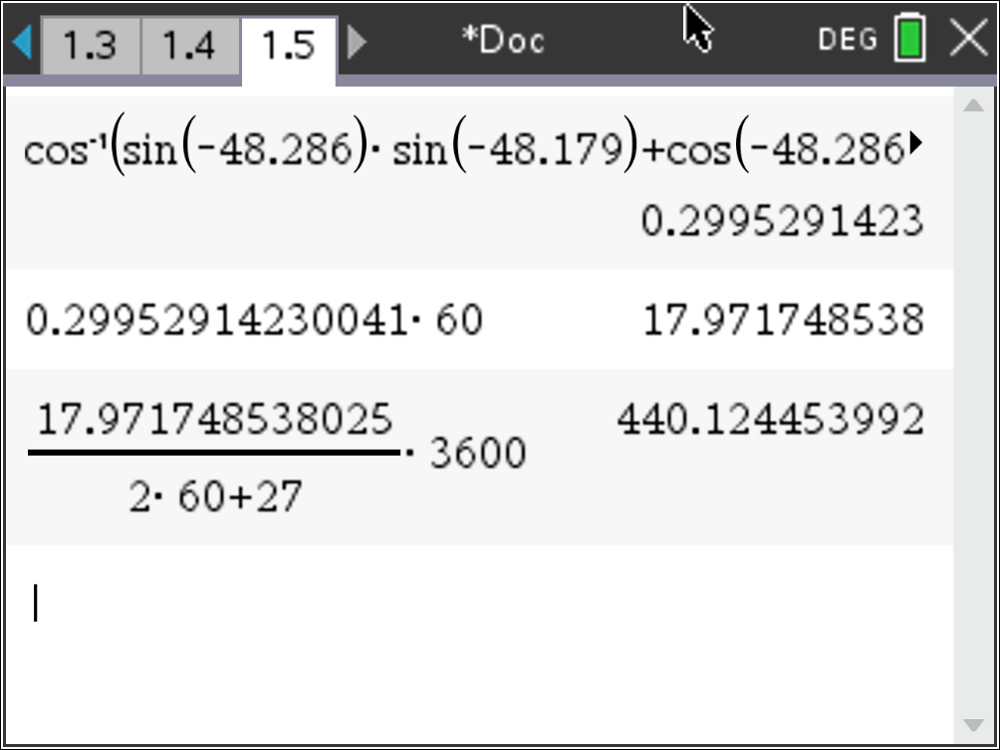 1.3 1.4 1.5 *Doc DEG
cos⁻¹(sin(-48.286)· sin(-48.179)+cos(-48.286
0.2995291423
0.29952914230041· 60 17.971748538
17.971748538025
2· 60+27
· 3600 440.124453992